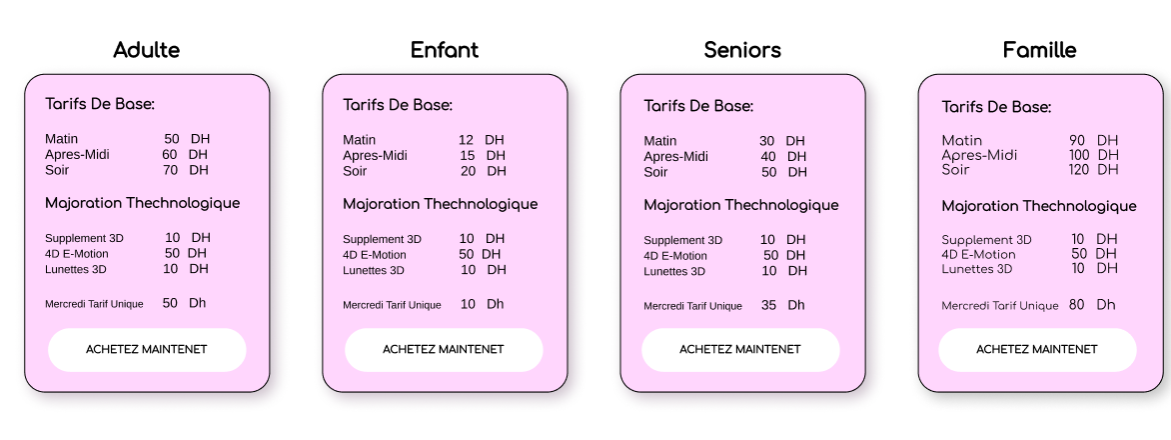 Adulte
Tarifs De Base:
Matin 50 DH
Apres-Midi 60 DH
Soir 70 DH
Majoration Thechnologique
Supplement 3D 10 DH
4D E-Motion 50 DH
Lunettes 3D 10 DH
Mercredi Tarif Unique 50 Dh
ACHETEZ MAINTENET
Enfant
Tarifs De Base:
Matin 12 DH
Apres-Midi 15 DH
Soir 20 DH
Majoration Thechnologique
Supplement 3D 10 DH
4D E-Motion 50 DH
Lunettes 3D 10 DH
Mercredi Tarif Unique 10 Dh
ACHETEZ MAINTENET
Seniors
Tarifs De Base:
Matin 30 DH
Apres-Midi 40 DH
Soir 50 DH
Majoration Thechnologique
Supplement 3D 10 DH
4D E-Motion 50 DH
Lunettes 3D 10 DH
Mercredi Tarif Unique 35 Dh
ACHETEZ MAINTENET
Famille
Tarifs De Base:
Matin 90 DH
Apres-Midi 100 DH
Soir 120 DH
Majoration Thechnologique
Supplement 3D 10 DH
4D E-Motion 50 DH
Lunettes 3D 10 DH
Mercredi Tarif Unique 80 Dh
ACHETEZ MAINTENET